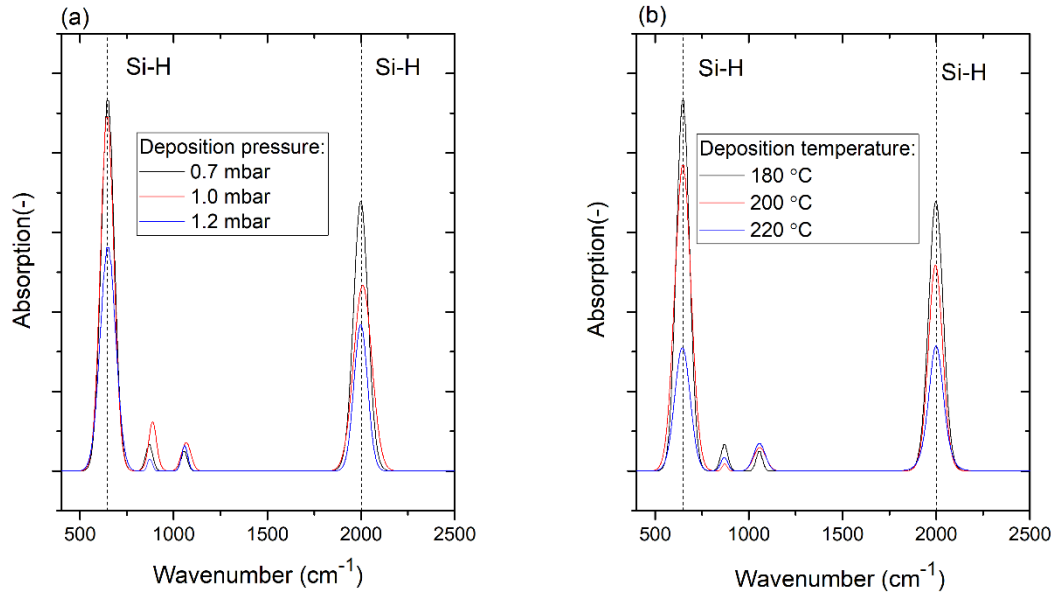 (a)
Si-H
Si-H
Deposition pressure:
0.7 mbar
1.0 mbar
1.2 mbar
Absorption(-)
500 1000 1500 2000 2500
Wavenumber (cm⁻¹)
(b)
Si-H
Si-H
Deposition temperature:
180 °C
200 °C
220 °C
Absorption(-)
500 1000 1500 2000 2500
Wavenumber (cm⁻¹)